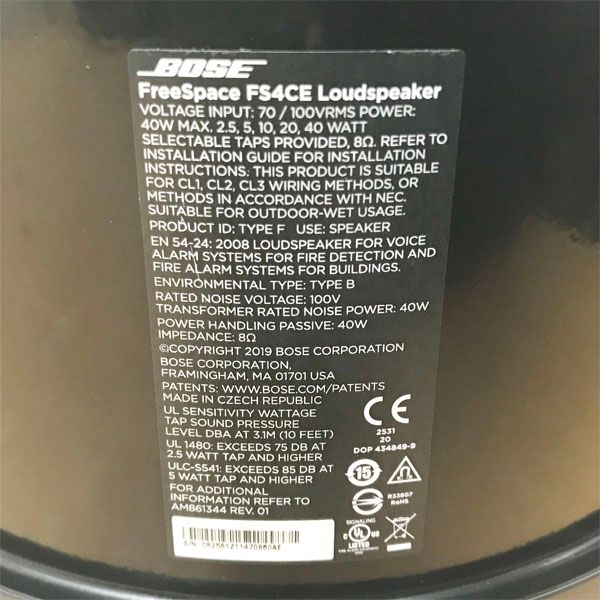 BOSE
FreeSpace FS4CE Loudspeaker
VOLTAGE INPUT: 70 / 100VRMS POWER:
40W MAX. 2.5, 5, 10, 20, 40 WATT
SELECTABLE TAPS PROVIDED, 8Ω. REFER TO
INSTALLATION GUIDE FOR INSTALLATION
INSTRUCTIONS. THIS PRODUCT IS SUITABLE
FOR CL1, CL2, CL3 WIRING METHODS, OR
METHODS IN ACCORDANCE WITH NEC.
SUITABLE FOR OUTDOOR-WET USAGE.
PRODUCT ID: TYPE F USE: SPEAKER
EN 54-24: 2008 LOUDSPEAKER FOR VOICE
ALARM SYSTEMS FOR FIRE DETECTION AND
FIRE ALARM SYSTEMS FOR BUILDINGS.
ENVIRONMENTAL TYPE: TYPE B
RATED NOISE VOLTAGE: 100V
TRANSFORMER RATED NOISE POWER: 40W
POWER HANDLING PASSIVE: 40W
IMPEDANCE: 8Ω
©COPYRIGHT 2019 BOSE CORPORATION
BOSE CORPORATION,
FRAMINGHAM, MA 01701 USA
PATENTS: WWW.BOSE.COM/PATENTS
MADE IN CZECH REPUBLIC
UL SENSITIVITY WATTAGE
TAP SOUND PRESSURE
LEVEL DBA AT 3.1M (10 FEET)
UL 1480: EXCEEDS 75 DB AT
2.5 WATT TAP AND HIGHER
ULC-S541: EXCEEDS 85 DB AT
5 WATT TAP AND HIGHER
FOR ADDITIONAL
INFORMATION REFER TO
AM861344 REV. 01
CE
2531
20
DOP 434849-9
15
R33807
RoHS
SIGNALING
C UL US
LISTED
S/N: 082561Z11470880AE